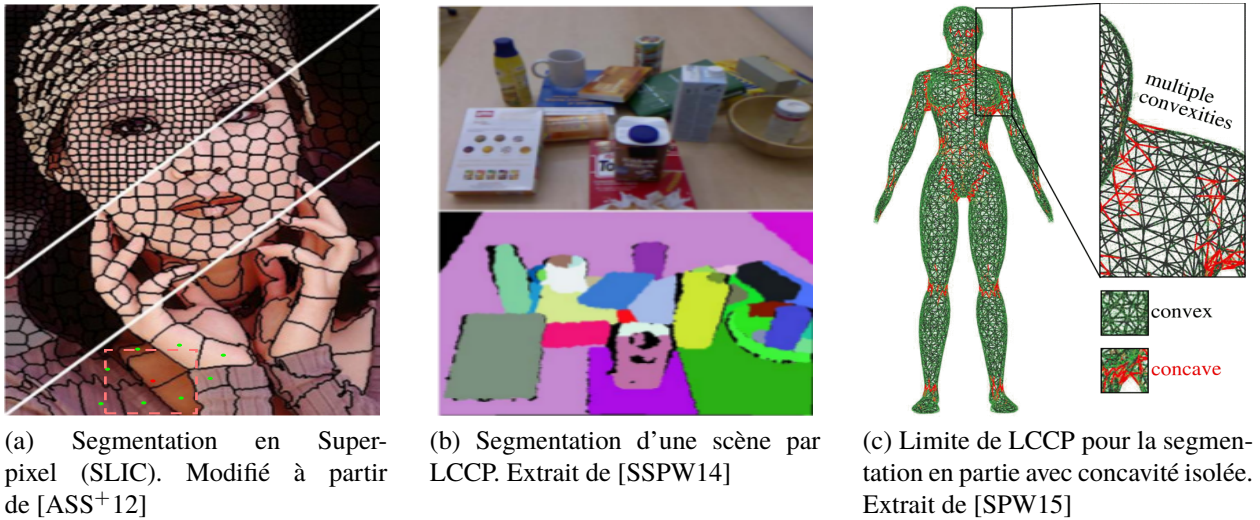 multiple
convexities
convex
concave
To
(a) Segmentation en Super-
pixel (SLIC). Modifié à partir
de [ASS+12]
(b) Segmentation d'une scène par
LCCP. Extrait de [SSPW14]
(c) Limite de LCCP pour la segmen-
tation en partie avec concavité isolée.
Extrait de [SPW15]